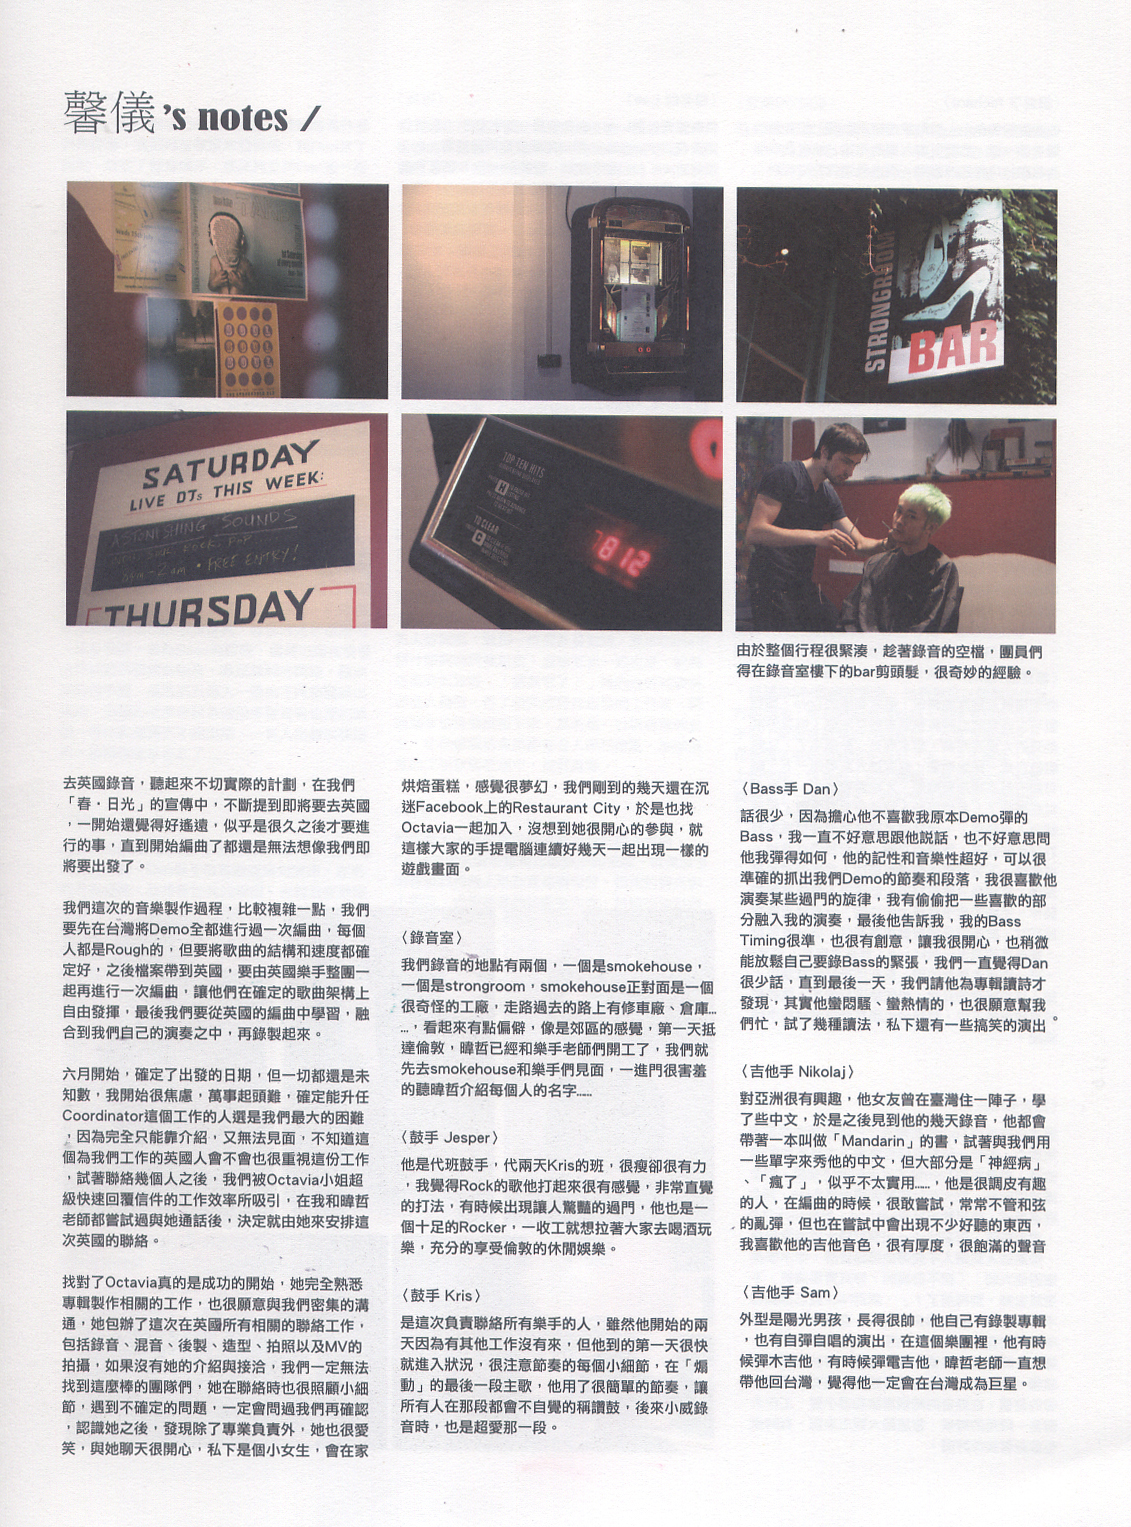 馨儀's notes /
STRONGROOM
BAR
SATURDAY
LIVE DJs THIS WEEK:
ASTONISHING SOUNDS
2am • FREE ENTRY!
THURSDAY
TOP TEN HITS
TO CLEAR
7812
由於整個行程很緊湊，趁著錄音的空檔，團員們
得在錄音室樓下的bar剪頭髮，很奇妙的經驗。
去英國錄音，聽起來不切實際的計劃，在我們
「春・日光」的宣傳中，不斷提到即將要去英國
，一開始還覺得好遙遠，似乎是很久之後才要進
行的事，直到開始編曲了都還是無法想像我們即
將要出發了。
我們這次的音樂製作過程，比較複雜一點，我們
要先在台灣將Demo全都進行過一次編曲，每個
人都是Rough的，但要將歌曲的結構和速度都確
定好，之後檔案帶到英國，要由英國樂手整團一
起再進行一次編曲，讓他們在確定的歌曲架構上
自由發揮，最後我們要從英國的編曲中學習，融
合到我們自己的演奏之中，再錄製起來。
六月開始，確定了出發的日期，但一切都還是未
知數，我開始很焦慮，萬事起頭難，確定能升任
Coordinator這個工作的人選是我們最大的困難
，因為完全只能靠介紹，又無法見面，不知道這
個為我們工作的英國人會不會也很重視這份工作
，試著聯絡幾個人之後，我們被Octavia小姐超
級快速回覆信件的工作效率所吸引，在我和暐哲
老師都嘗試過與她通話後，決定就由她來安排這
次英國的聯絡。
找對了Octavia真的是成功的開始，她完全熟悉
專輯製作相關的工作，也很願意與我們密集的溝
通，她包辦了這次在英國所有相關的聯絡工作，
包括錄音、混音、後製、造型、拍照以及MV的
拍攝，如果沒有她的介紹與接洽，我們一定無法
找到這麼棒的團隊們，她在聯絡時也很照顧小細
節，遇到不確定的問題，一定會問過我們再確認
，認識她之後，發現除了專業負責外，她也很愛
笑，與她聊天很開心，私下是個小女生，會在家
烘焙蛋糕，感覺很夢幻，我們剛到的幾天還在沉
迷Facebook上的Restaurant City，於是也找
Octavia一起加入，沒想到她很開心的參與，就
這樣大家的手提電腦連續好幾天一起出現一樣的
遊戲畫面。
〈錄音室〉
我們錄音的地點有兩個，一個是smokehouse，
一個是strongroom，smokehouse正對面是一個
很奇怪的工廠，走路過去的路上有修車廠、倉庫…
…，看起來有點偏僻，像是郊區的感覺，第一天抵
達倫敦，暐哲已經和樂手老師們開工了，我們就
先去smokehouse和樂手們見面，一進門很害羞
的聽暐哲介紹每個人的名字……
〈鼓手 Jesper〉
他是代班鼓手，代兩天Kris的班，很瘦卻很有力
，我覺得Rock的歌他打起來很有感覺，非常直覺
的打法，有時候出現讓人驚豔的過門，他也是一
個十足的Rocker，一收工就想拉著大家去喝酒玩
樂，充分的享受倫敦的休閒娛樂。
〈鼓手 Kris〉
是這次負責聯絡所有樂手的人，雖然他開始的兩
天因為有其他工作沒有來，但他到的第一天很快
就進入狀況，很注意節奏的每個小細節，在「煽
動」的最後一段主歌，他用了很簡單的節奏，讓
所有人在那段都會不自覺的稱讚鼓，後來小威錄
音時，也是超愛那一段。
〈Bass手 Dan〉
話很少，因為擔心他不喜歡我原本Demo彈的
Bass，我一直不好意思跟他說話，也不好意思問
他我彈得如何，他的記性和音樂性超好，可以很
準確的抓出我們Demo的節奏和段落，我很喜歡他
演奏某些過門的旋律，我有偷偷把一些喜歡的部
分融入我的演奏，最後他告訴我，我的Bass
Timing很準，也很有創意，讓我很開心，也稍微
能放鬆自己要錄Bass的緊張，我們一直覺得Dan
很少話，直到最後一天，我們請他為專輯讀詩才
發現，其實他蠻悶騷、蠻熱情的，也很願意幫我
們忙，試了幾種讀法，私下還有一些搞笑的演出。
〈吉他手 Nikolaj〉
對亞洲很有興趣，他女友曾在臺灣住一陣子，學
了些中文，於是之後見到他的幾天錄音，他都會
帶著一本叫做「Mandarin」的書，試著與我們用
一些單字來秀他的中文，但大部分是「神經病」
、「瘋了」，似乎不太實用……，他是很調皮有趣
的人，在編曲的時候，很敢嘗試，常常不管和弦
的亂彈，但也在嘗試中會出現不少好聽的東西，
我喜歡他的吉他音色，很有厚度，很飽滿的聲音
〈吉他手 Sam〉
外型是陽光男孩，長得很帥，他自己有錄製專輯
，也有自彈自唱的演出，在這個樂團裡，他有時
候彈木吉他，有時候彈電吉他，暐哲老師一直想
帶他回台灣，覺得他一定會在台灣成為巨星。